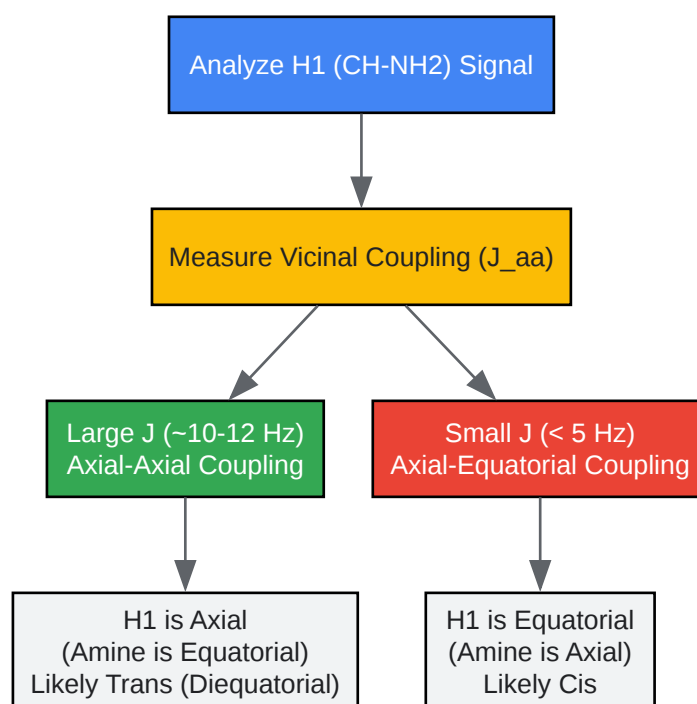 Analyze H1 (CH-NH2) Signal
Measure Vicinal Coupling (J_aa)
Large J (~10-12 Hz)
Axial-Axial Coupling
Small J (< 5 Hz)
Axial-Equatorial Coupling
H1 is Axial
(Amine is Equatorial)
Likely Trans (Diequatorial)
H1 is Equatorial
(Amine is Axial)
Likely Cis